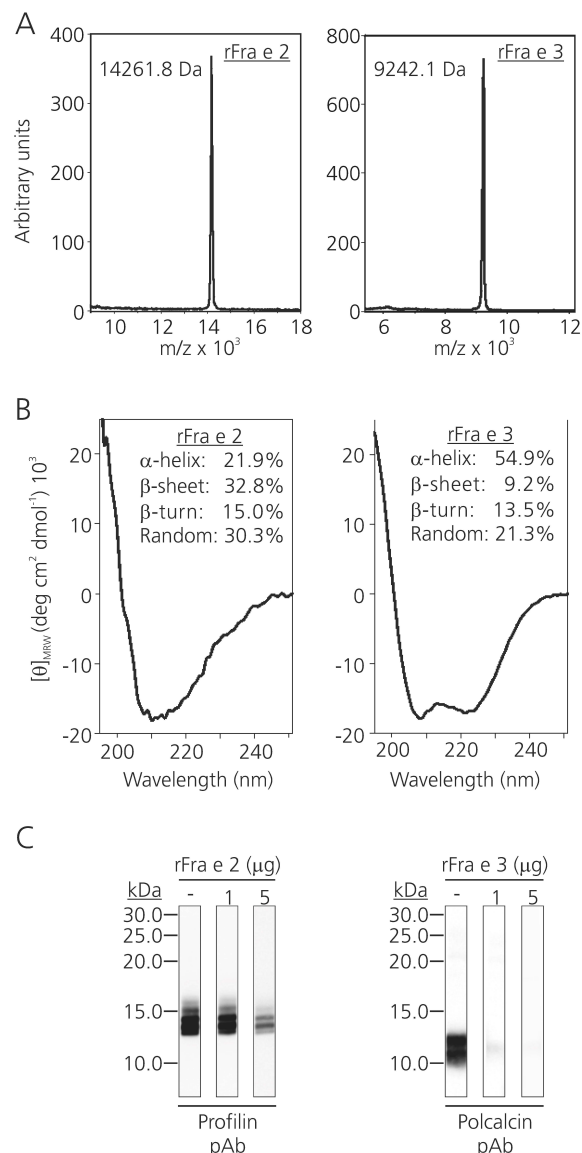 A
rFra e 2
14261.8 Da
400
300
200
100
0
Arbitrary units
10 12 14 16 18
m/z x 10³
rFra e 3
9242.1 Da
800
600
400
200
0
6 8 10 12
m/z x 10³
B
rFra e 2
α-helix: 21.9%
β-sheet: 32.8%
β-turn: 15.0%
Random: 30.3%
20
10
0
-10
-20
[θ]MRW (deg cm² dmol⁻¹) 10³
200 220 240
Wavelength (nm)
rFra e 3
α-helix: 54.9%
β-sheet: 9.2%
β-turn: 13.5%
Random: 21.3%
20
10
0
-10
-20
200 220 240
Wavelength (nm)
C
rFra e 2 (μg)
kDa - 1 5
30.0
25.0
20.0
15.0
10.0
Profilin
pAb
rFra e 3 (μg)
kDa - 1 5
30.0
25.0
20.0
15.0
10.0
Polcalcin
pAb